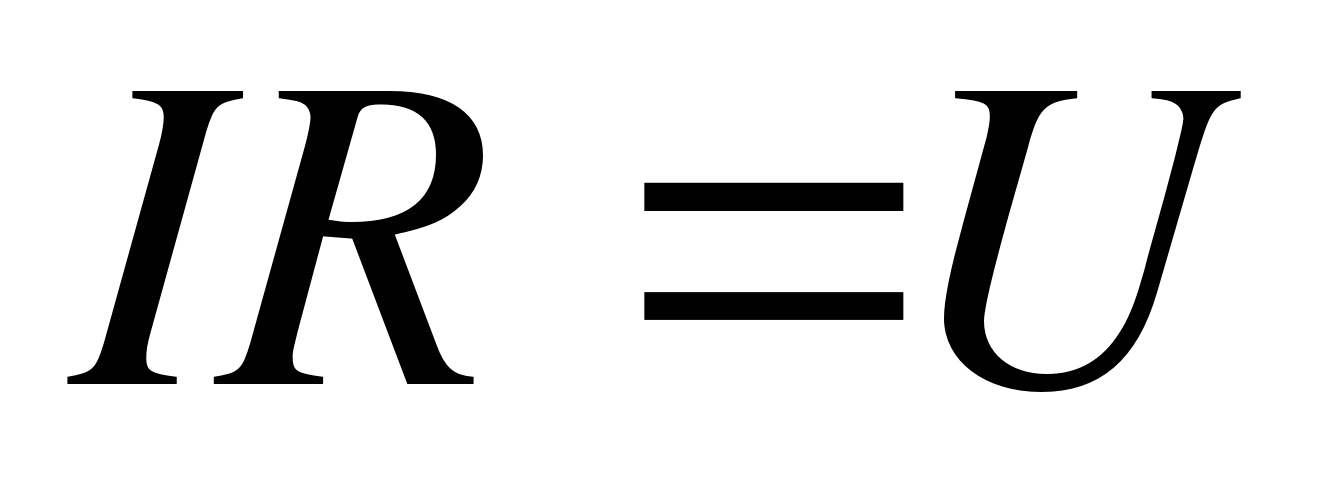 IR = U